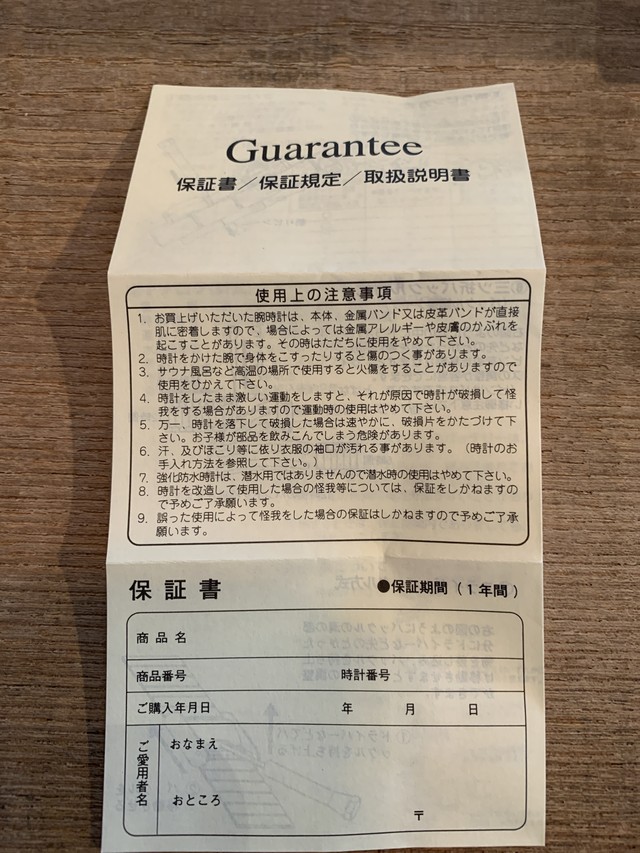 Guarantee
保証書／保証規定／取扱説明書
使用上の注意事項
1. お買上げいただいた腕時計は、本体、金属バンド又は皮革バンドが直接
肌に密着しますので、場合によっては金属アレルギーや皮膚のかぶれを
起こすことがあります。その時はただちに使用をやめて下さい。
2. 時計をかけた腕で身体をこすったりすると傷のつく事があります。
3. サウナ風呂など高温の場所で使用すると火傷をすることがありますので
使用をひかえて下さい。
4. 時計をしたまま激しい運動をしますと、それが原因で時計が破損して怪
我をする場合がありますので運動時の使用はやめて下さい。
5. 万一、時計を落下して破損した場合は速やかに、破損片をかたづけて下
さい。お子様が部品を飲みこんでしまう危険があります。
6. 汗、及びほこり等に依り衣服の袖口が汚れる事があります。（時計のお
手入れ方法を参照して下さい。）
7. 強化防水時計は、潜水用ではありませんので潜水時の使用はやめて下さい。
8. 時計を改造して使用した場合の怪我等については、保証をしかねますの
で予めご了承願います。
9. 誤った使用によって怪我をした場合の保証はしかねますので予めご了承
願います。
保証書 ●保証期間（1年間）
商品名
商品番号 時計番号
ご購入年月日 年 月 日
ご愛用者名
おなまえ
おところ
〒